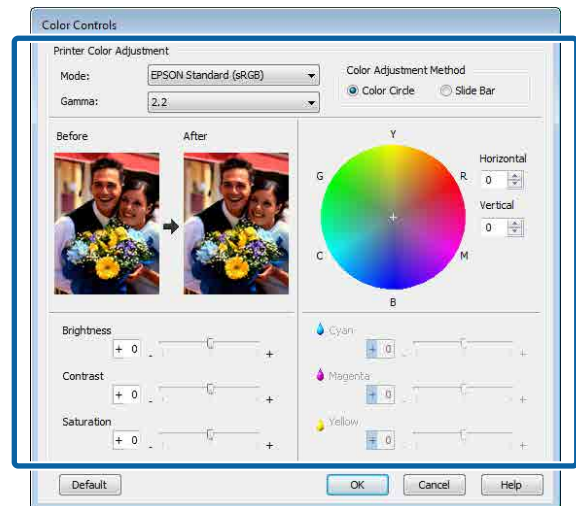 Color Controls
Printer Color Adjustment
Mode: EPSON Standard (sRGB)
Gamma: 2.2
Color Adjustment Method
Color Circle Slide Bar
Before After
Y
G R
C M
B
Horizontal
0
Vertical
0
Brightness
+ 0 - +
Contrast
+ 0 - +
Saturation
+ 0 - +
Cyan
+ 0 - +
Magenta
+ 0 - +
Yellow
+ 0 - +
Default OK Cancel Help